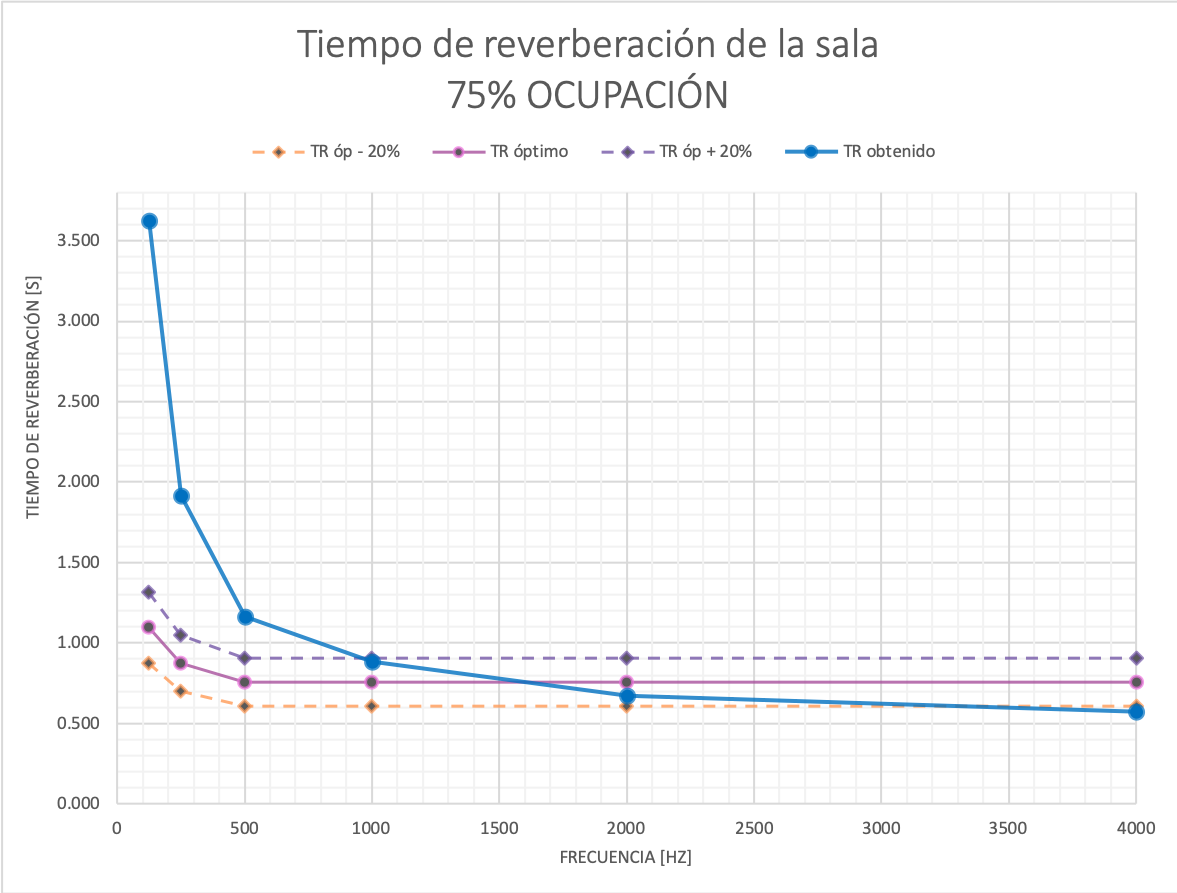 Tiempo de reverberación de la sala
75% OCUPACIÓN
TR óp - 20% TR óptimo TR óp + 20% TR obtenido
TIEMPO DE REVERBERACIÓN [S]
3.500
3.000
2.500
2.000
1.500
1.000
0.500
0.000
0 500 1000 1500 2000 2500 3000 3500 4000
FRECUENCIA [HZ]